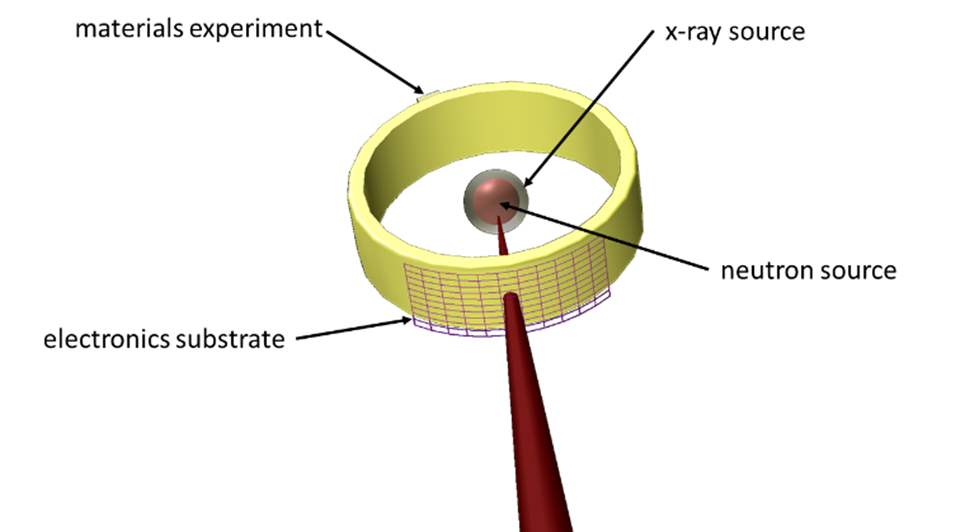 materials experiment
x-ray source
neutron source
electronics substrate